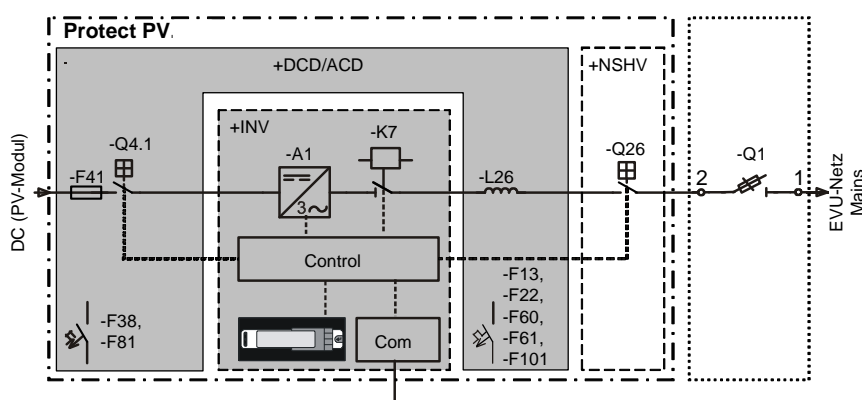 Protect PV.
+DCD/ACD
+NSHV
+INV
-Q4.1
-K7
-A1
-Q26
-F41
-L26
-Q1
2
1
3
DC (PV-Modul)
EVU-Netz
Mains
Control
-F13,
-F22,
-F60,
-F61,
-F101
-F38,
-F81
Com